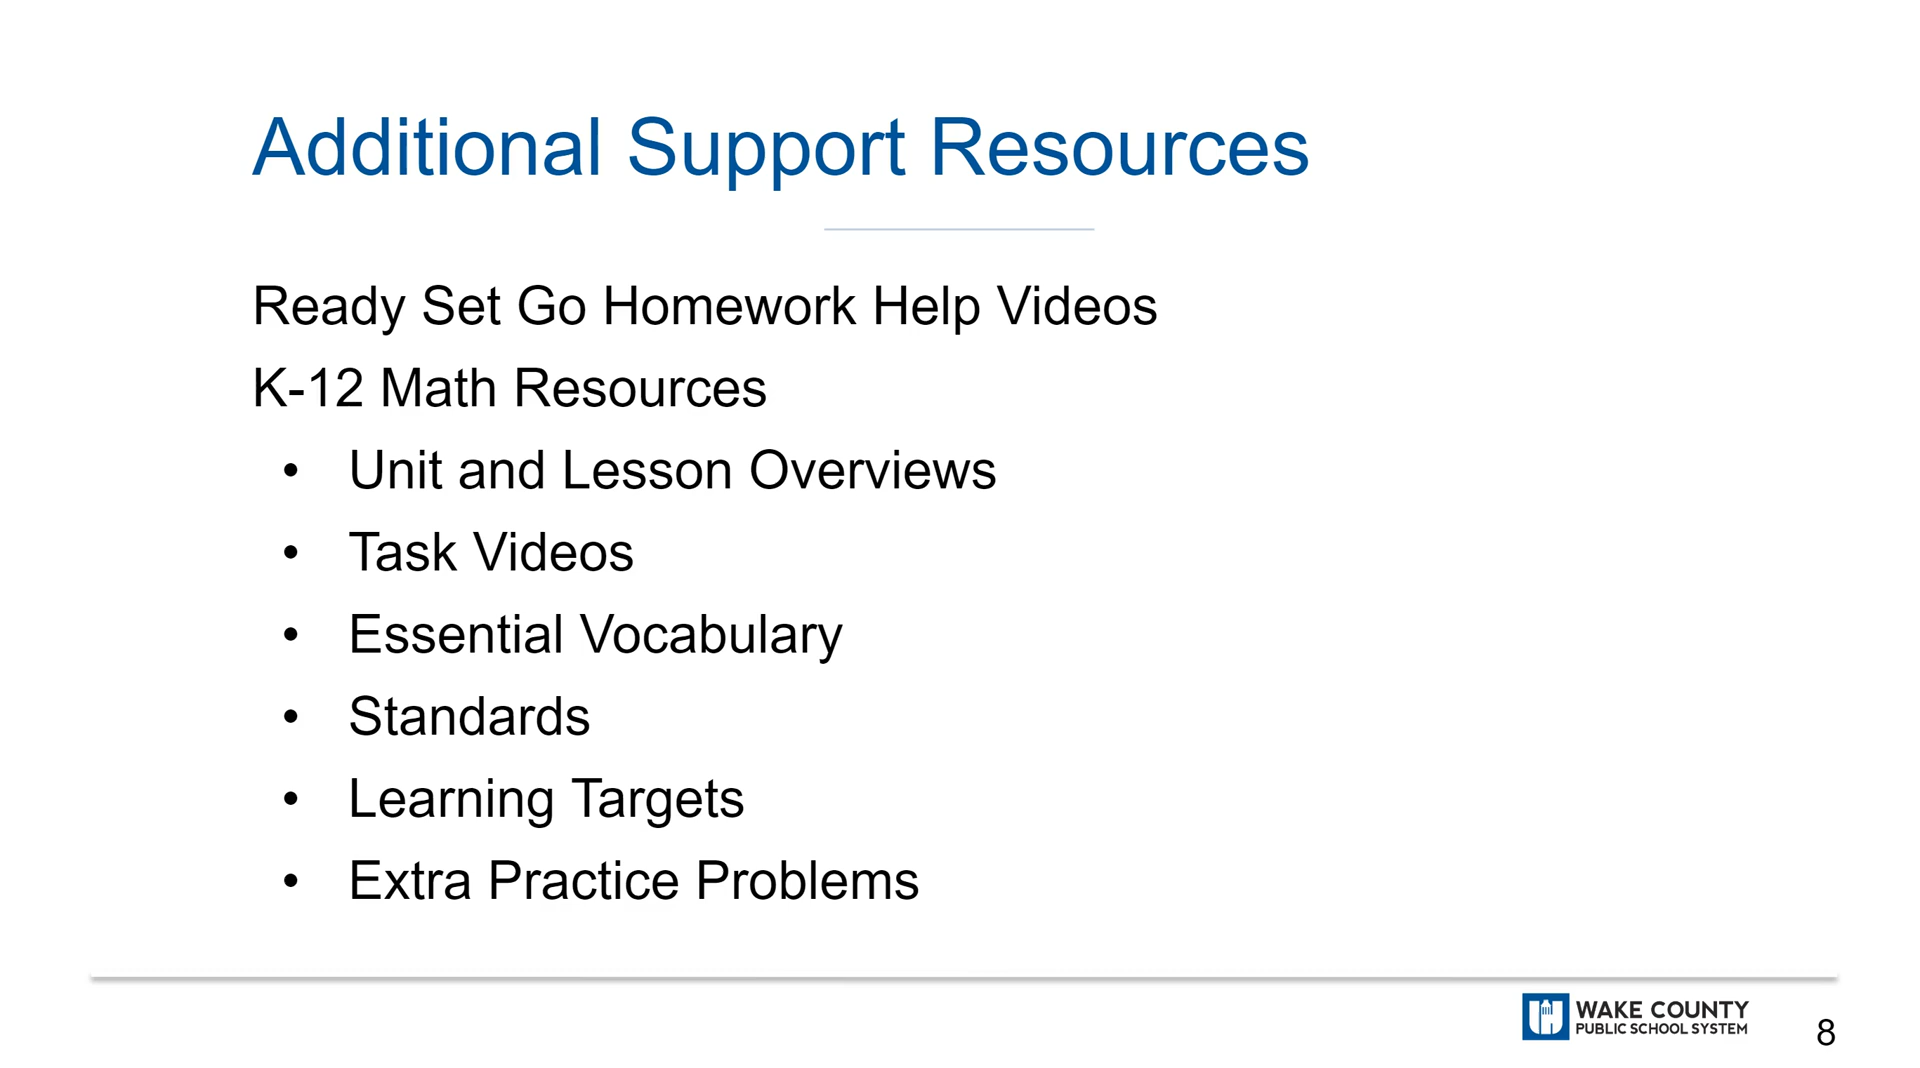 Additional Support Resources
Ready Set Go Homework Help Videos
K-12 Math Resources
• Unit and Lesson Overviews
• Task Videos
• Essential Vocabulary
• Standards
• Learning Targets
• Extra Practice Problems
WAKE COUNTY
PUBLIC SCHOOL SYSTEM
8